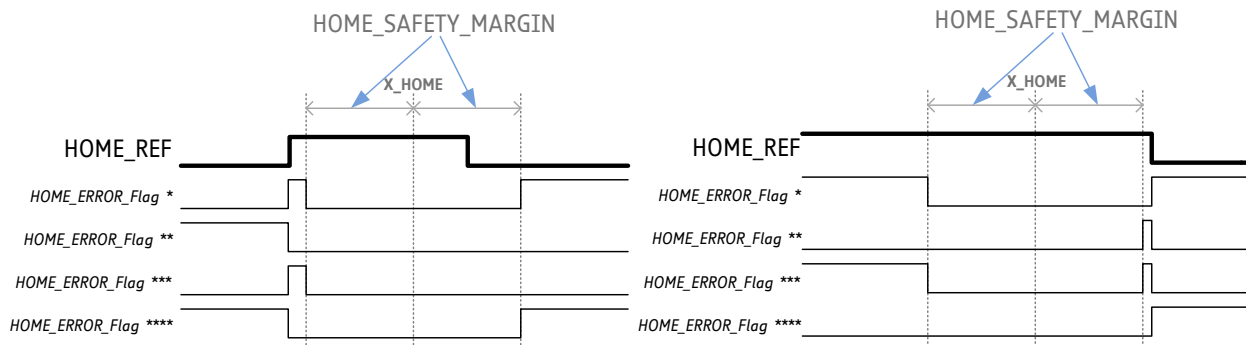 HOME_SAFETY_MARGIN
X_HOME
HOME_REF
HOME_ERROR_Flag *
HOME_ERROR_Flag **
HOME_ERROR_Flag ***
HOME_ERROR_Flag ****
HOME_SAFETY_MARGIN
X_HOME
HOME_REF
HOME_ERROR_Flag *
HOME_ERROR_Flag **
HOME_ERROR_Flag ***
HOME_ERROR_Flag ****